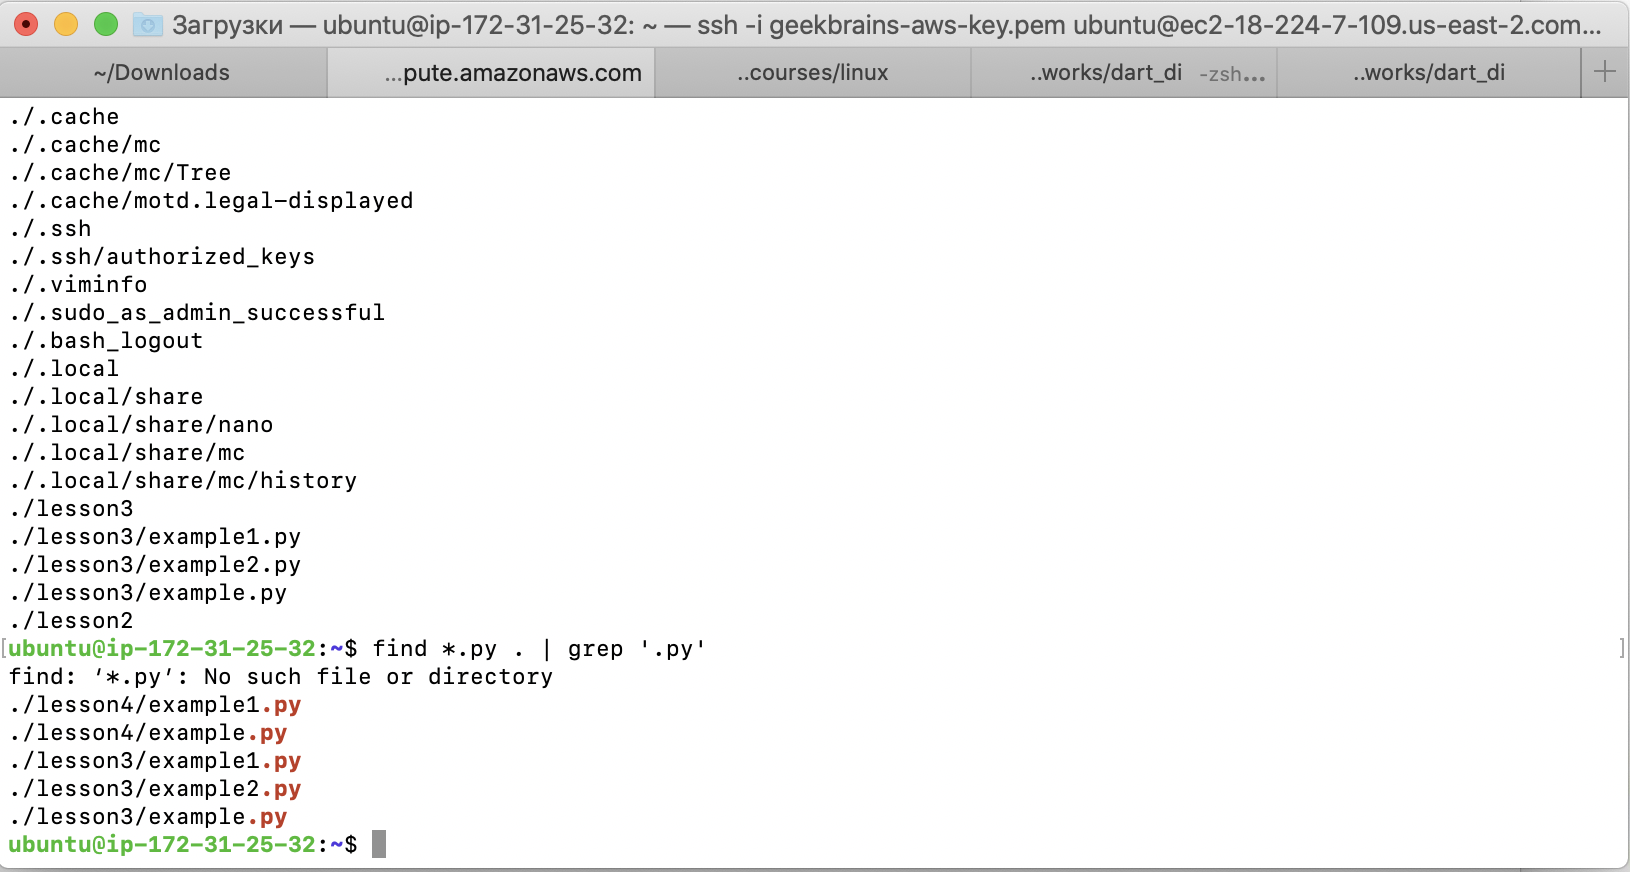 Загрузки — ubuntu@ip-172-31-25-32: ~ — ssh -i geekbrains-aws-key.pem ubuntu@ec2-18-224-7-109.us-east-2.com...
~/Downloads ...pute.amazonaws.com ..courses/linux ..works/dart_di -zsh... ..works/dart_di +
./.cache
./.cache/mc
./.cache/mc/Tree
./.cache/motd.legal-displayed
./.ssh
./.ssh/authorized_keys
./.viminfo
./.sudo_as_admin_successful
./.bash_logout
./.local
./.local/share
./.local/share/nano
./.local/share/mc
./.local/share/mc/history
./lesson3
./lesson3/example1.py
./lesson3/example2.py
./lesson3/example.py
./lesson2
[ubuntu@ip-172-31-25-32:~$ find *.py . | grep '.py' ]
find: ‘*.py’: No such file or directory
./lesson4/example1.py
./lesson4/example.py
./lesson3/example1.py
./lesson3/example2.py
./lesson3/example.py
ubuntu@ip-172-31-25-32:~$